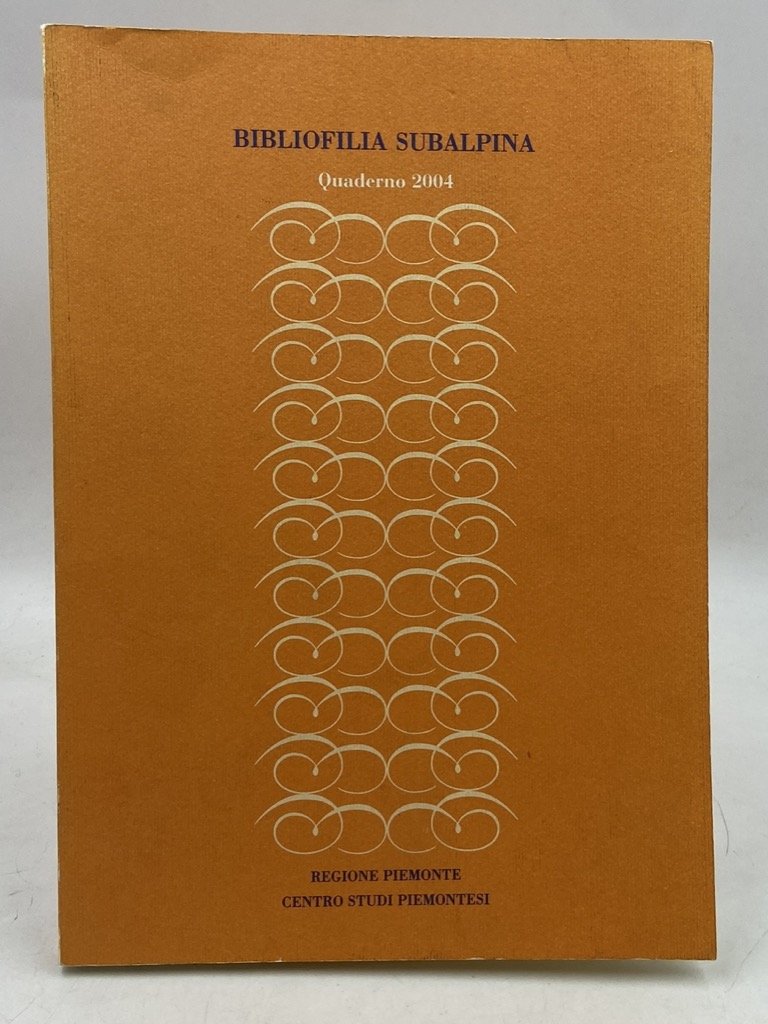 BIBLIOFILIA SUBALPINA
Quaderno 2004
REGIONE PIEMONTE
CENTRO STUDI PIEMONTESI